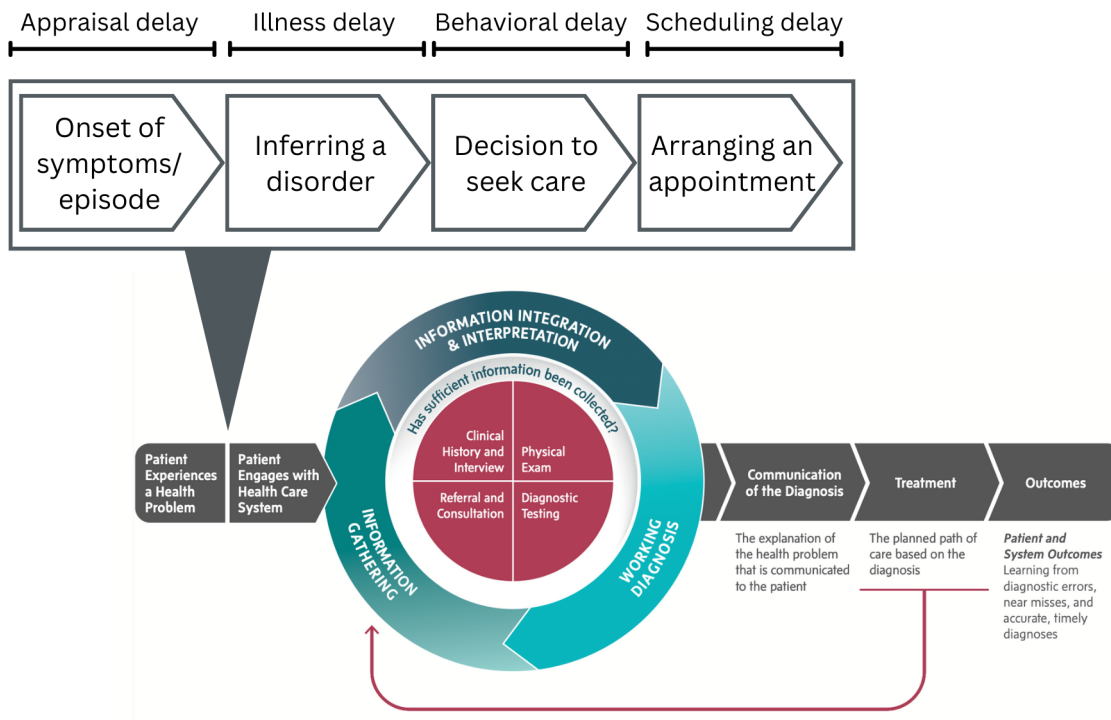 Appraisal delay
Illness delay
Behavioral delay
Scheduling delay
Onset of
symptoms/
episode
Inferring a
disorder
Decision to
seek care
Arranging an
appointment
INFORMATION INTEGRATION
& INTERPRETATION
Has sufficient information been collected?
Clinical
History and
Interview
Physical
Exam
Referral and
Consultation
Diagnostic
Testing
INFORMATION
GATHERING
WORKING
DIAGNOSIS
Patient
Experiences
a Health
Problem
Patient
Engages with
Health Care
System
Communication
of the Diagnosis
Treatment
Outcomes
The explanation of
the health problem
that is communicated
to the patient
The planned path of
care based on the
diagnosis
Patient and
System Outcomes
Learning from
diagnostic errors,
near misses, and
accurate, timely
diagnoses